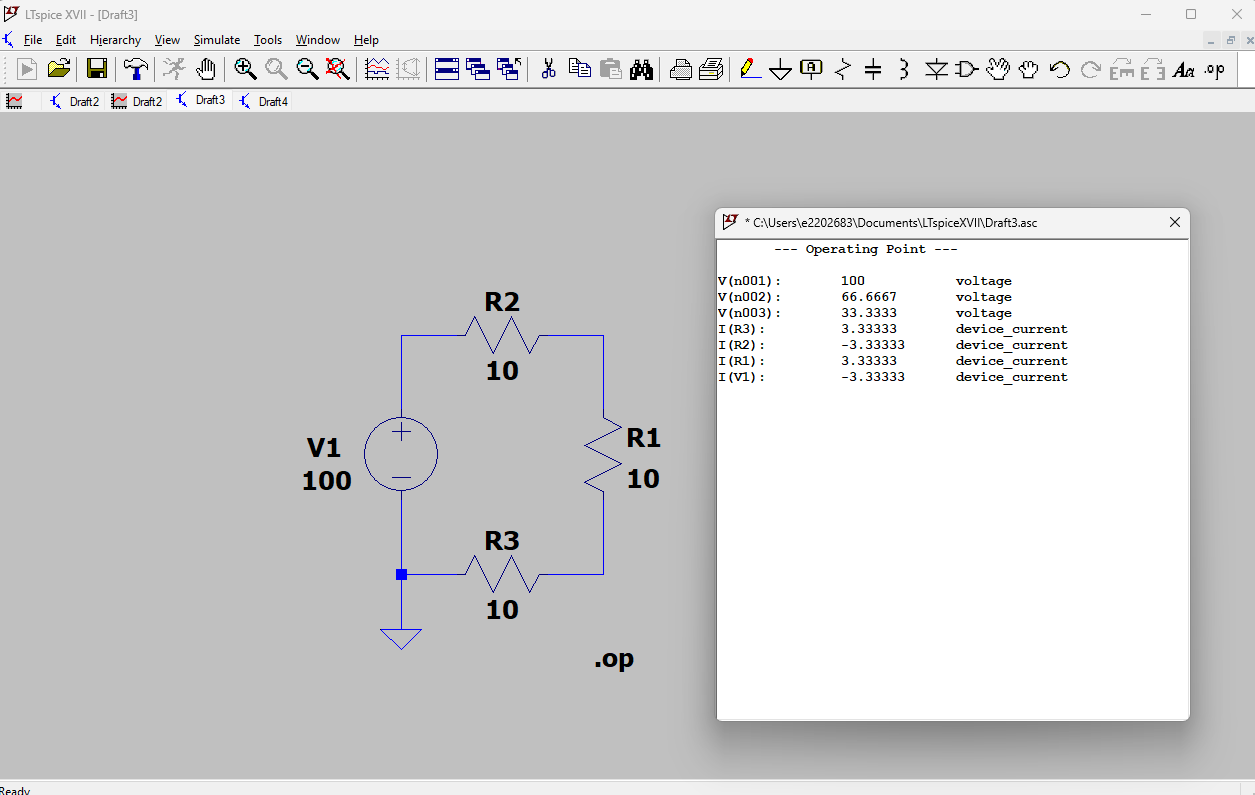 LTspice XVII - [Draft3]
File Edit Hierarchy View Simulate Tools Window Help
Draft2 Draft2 Draft3 Draft4
R2
10
V1
100
R1
10
R3
10
.op
* C:\Users\e2202683\Documents\LTspiceXVII\Draft3.asc
--- Operating Point ---
V(n001): 100 voltage
V(n002): 66.6667 voltage
V(n003): 33.3333 voltage
I(R3): 3.33333 device_current
I(R2): -3.33333 device_current
I(R1): 3.33333 device_current
I(V1): -3.33333 device_current
Ready